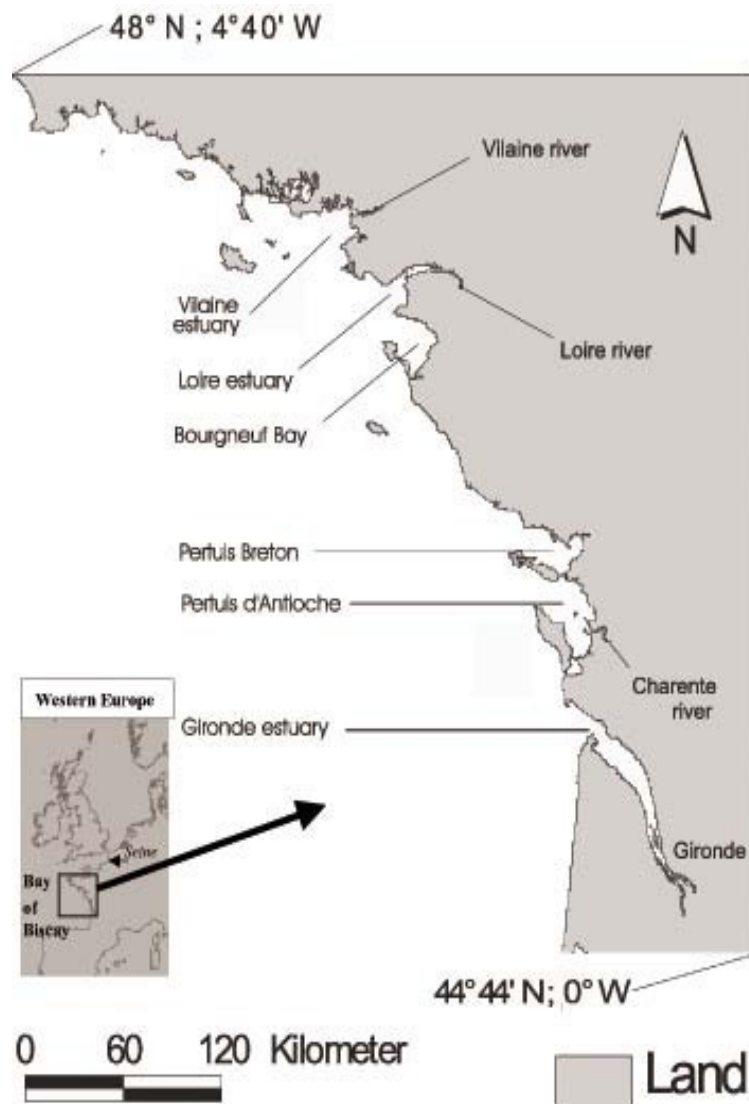 48° N ; 4°40' W
Vilaine river
N
Vilaine
estuary
Loire river
Loire estuary
Bourgneuf Bay
Pertuis Breton
Pertuis d'Antioche
Charente
river
Western Europe
Gironde estuary
Seine
Gironde
Bay
of
Biscay
44°44' N; 0° W
0 60 120 Kilometer
Land